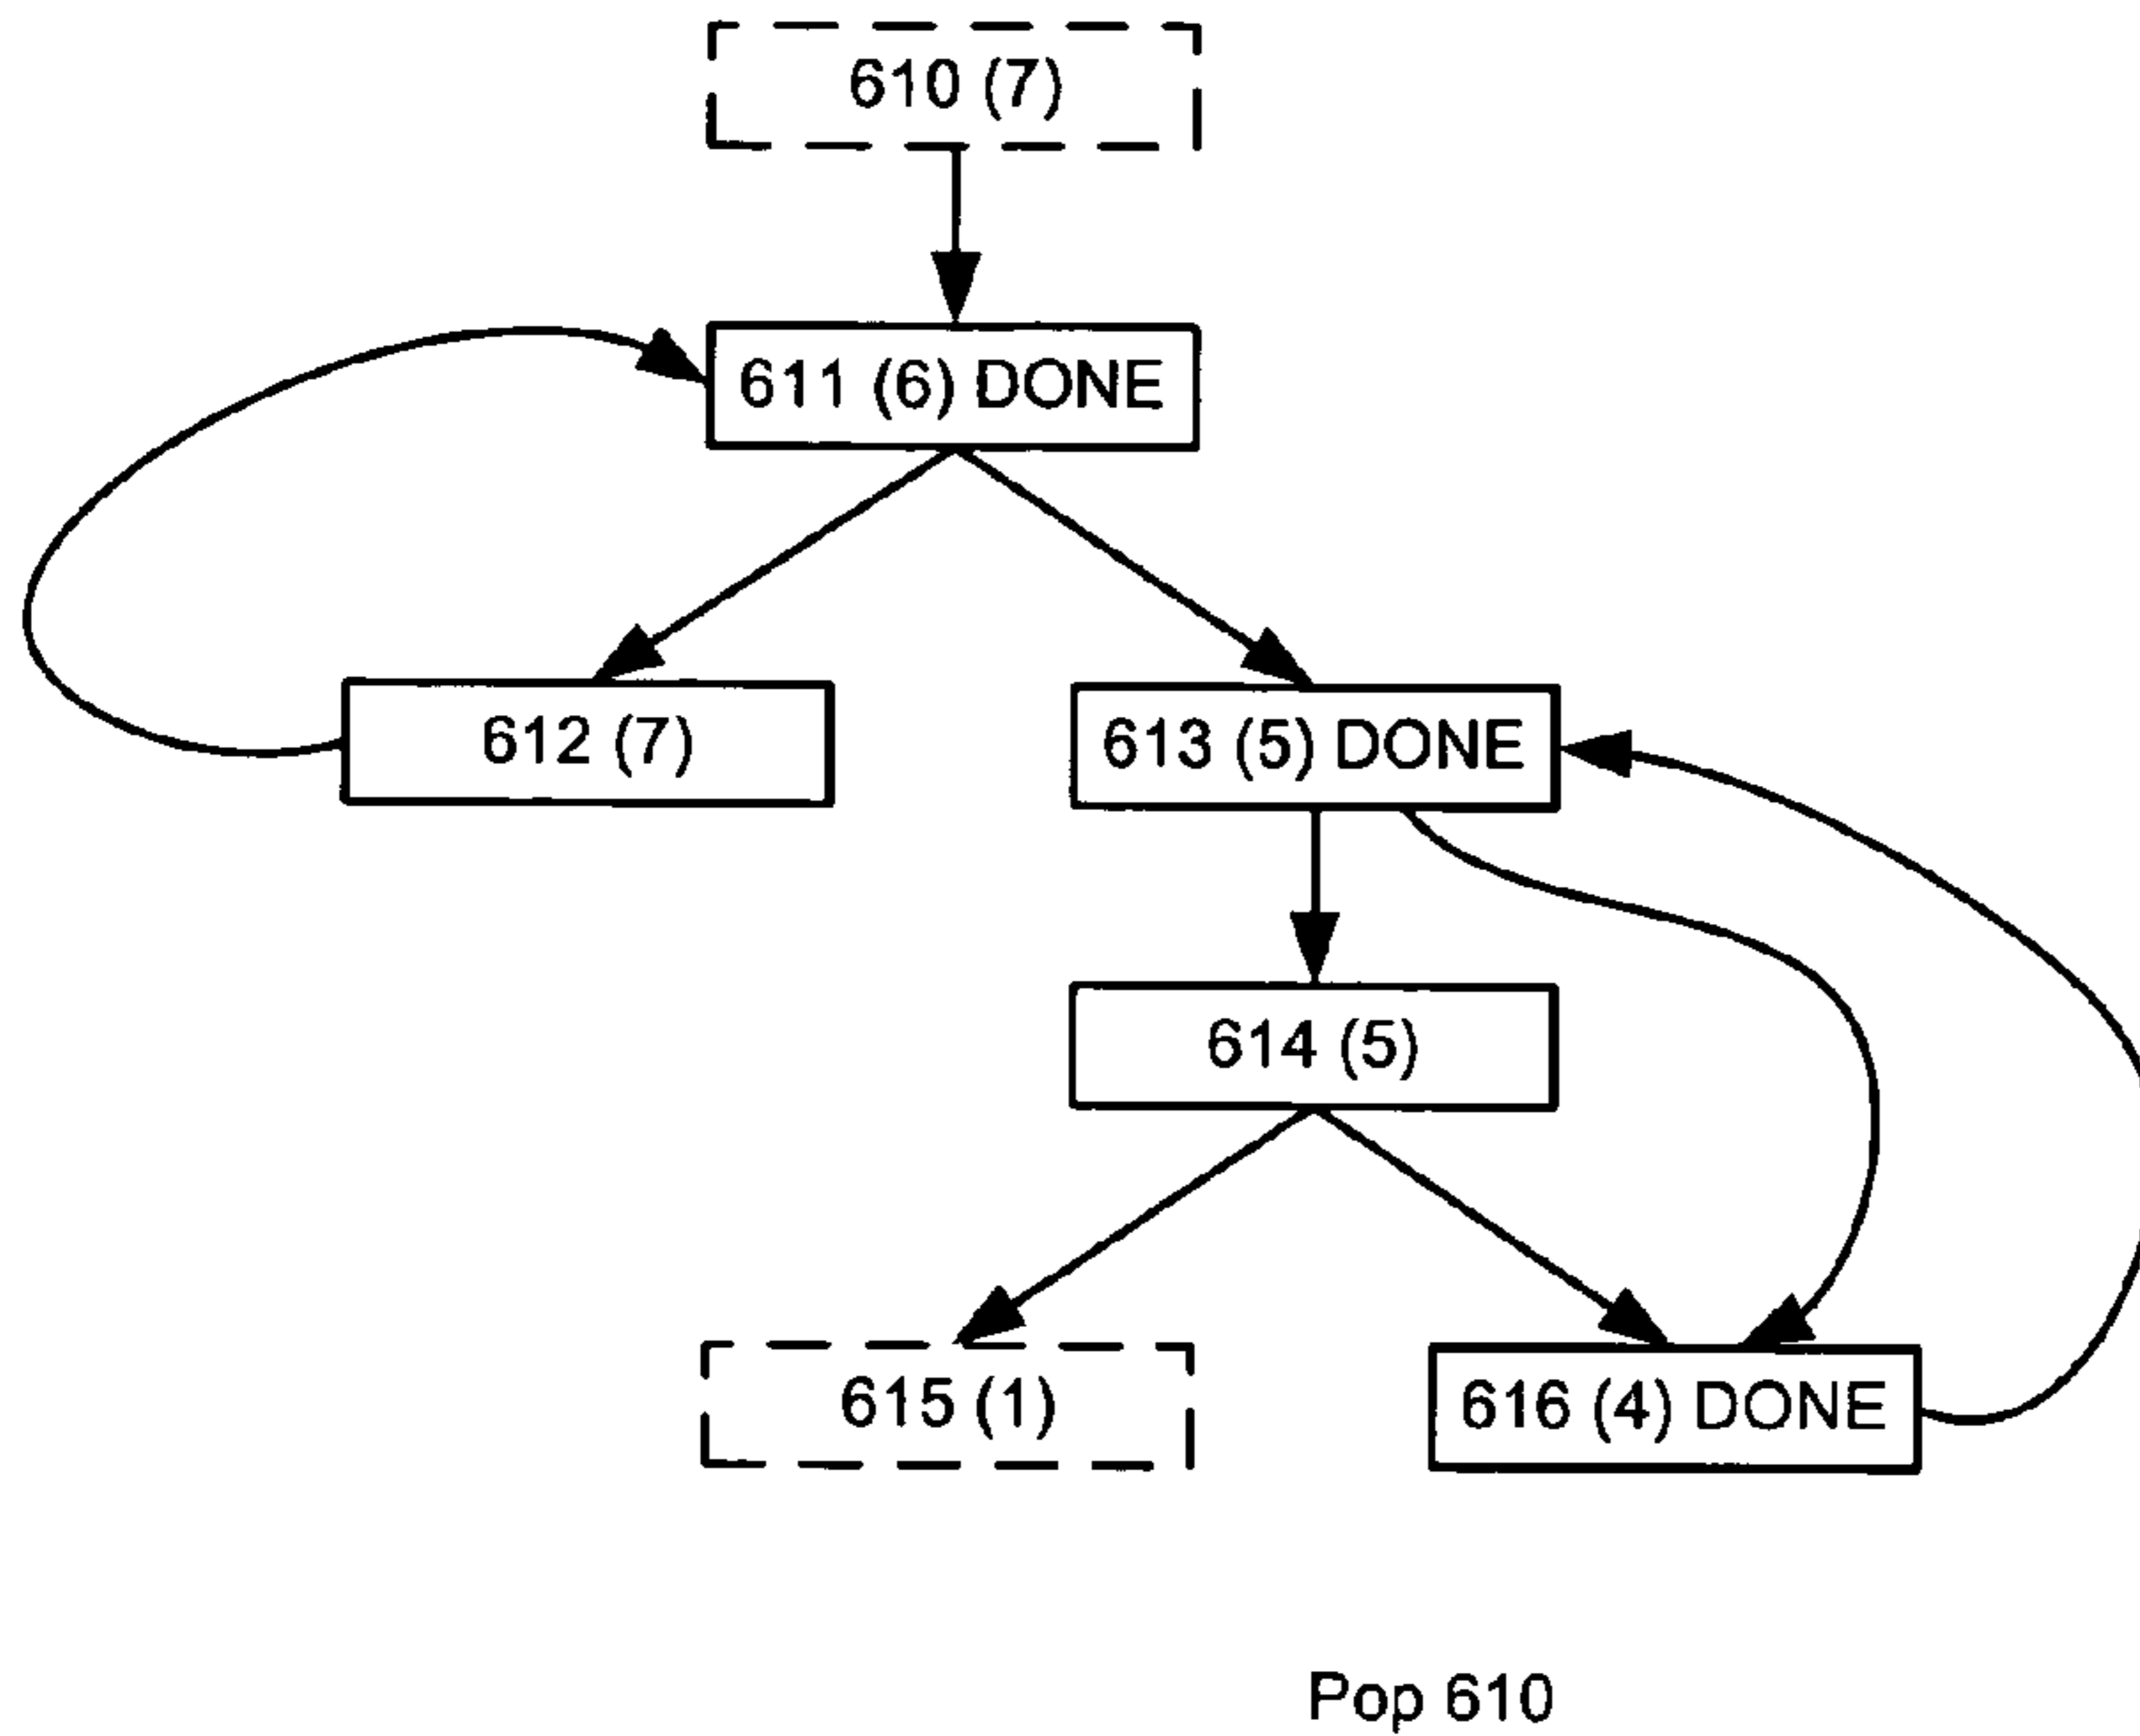 610 (7)
611 (6) DONE
612 (7)
613 (5) DONE
614 (5)
615 (1)
616 (4) DONE
Pop 610